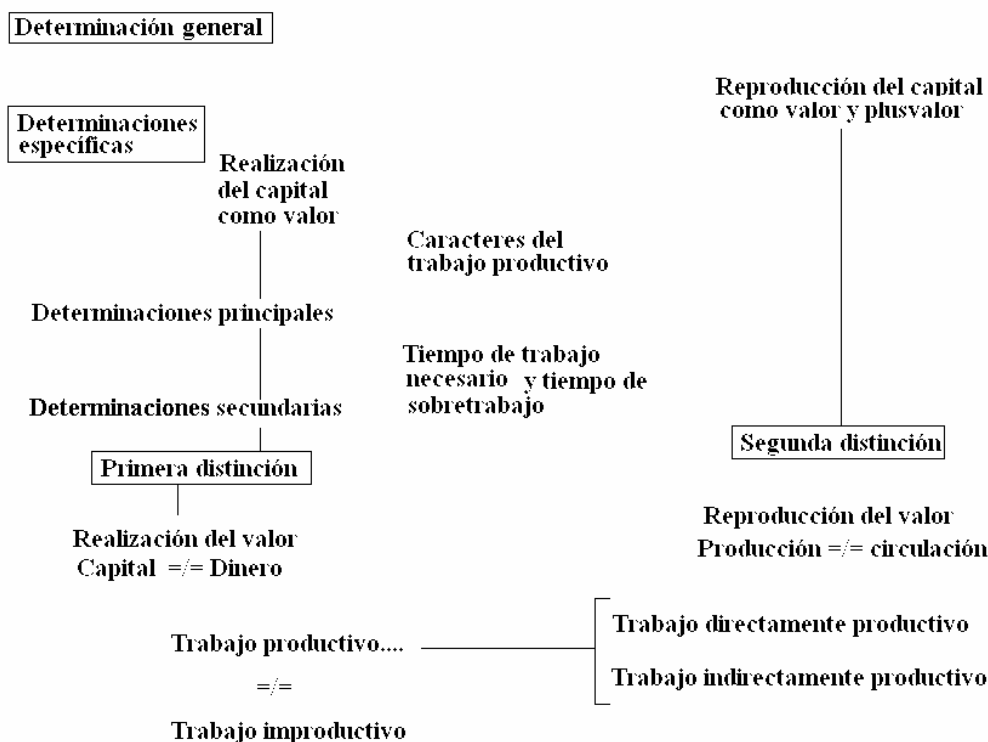 Determinación general
Reproducción del capital
como valor y plusvalor
Determinaciones
específicas
Realización
del capital
como valor
Caracteres del
trabajo productivo
Determinaciones principales
Tiempo de trabajo
necesario y tiempo de
sobretrabajo
Determinaciones secundarias
Segunda distinción
Primera distinción
Reproducción del valor
Producción =/= circulación
Realización del valor
Capital =/= Dinero
Trabajo directamente productivo
Trabajo productivo....
Trabajo indirectamente productivo
=/=
Trabajo improductivo